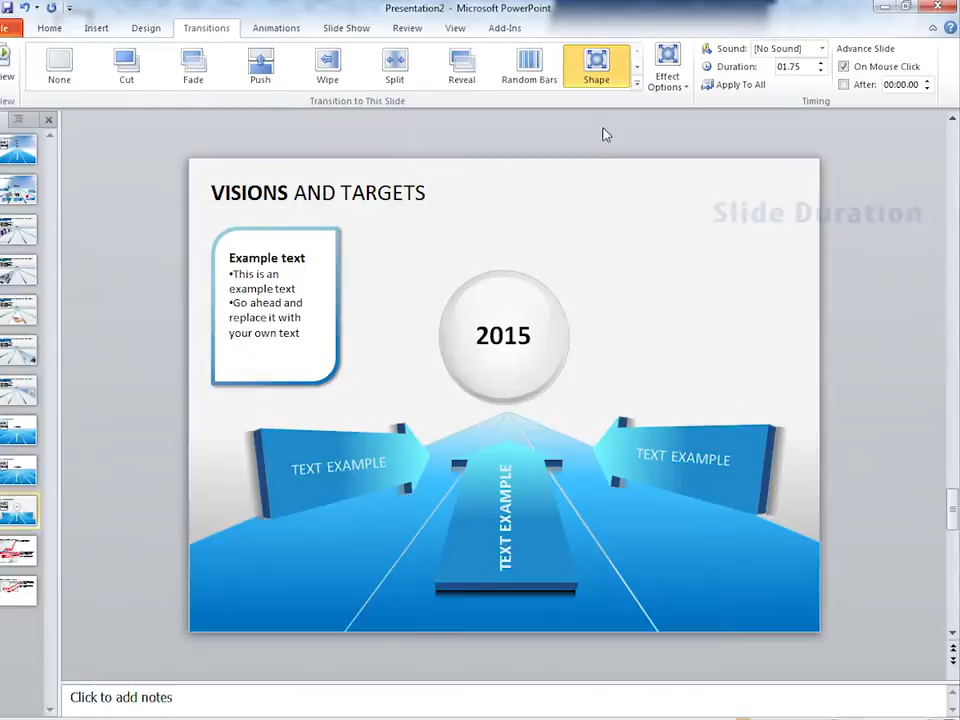 Presentation2 - Microsoft PowerPoint
Home Insert Design Transitions Animations Slide Show Review View Add-Ins
None Cut Fade Push Wipe Split Reveal Random Bars Shape
Effect
Options
Sound: [No Sound]
Duration: 01.75
Apply To All
Advance Slide
On Mouse Click
After: 00:00.00
Transition to This Slide
Timing
VISIONS AND TARGETS
Slide Duration
Example text
•This is an
example text
•Go ahead and
replace it with
your own text
2015
TEXT EXAMPLE
TEXT EXAMPLE
TEXT EXAMPLE
Click to add notes